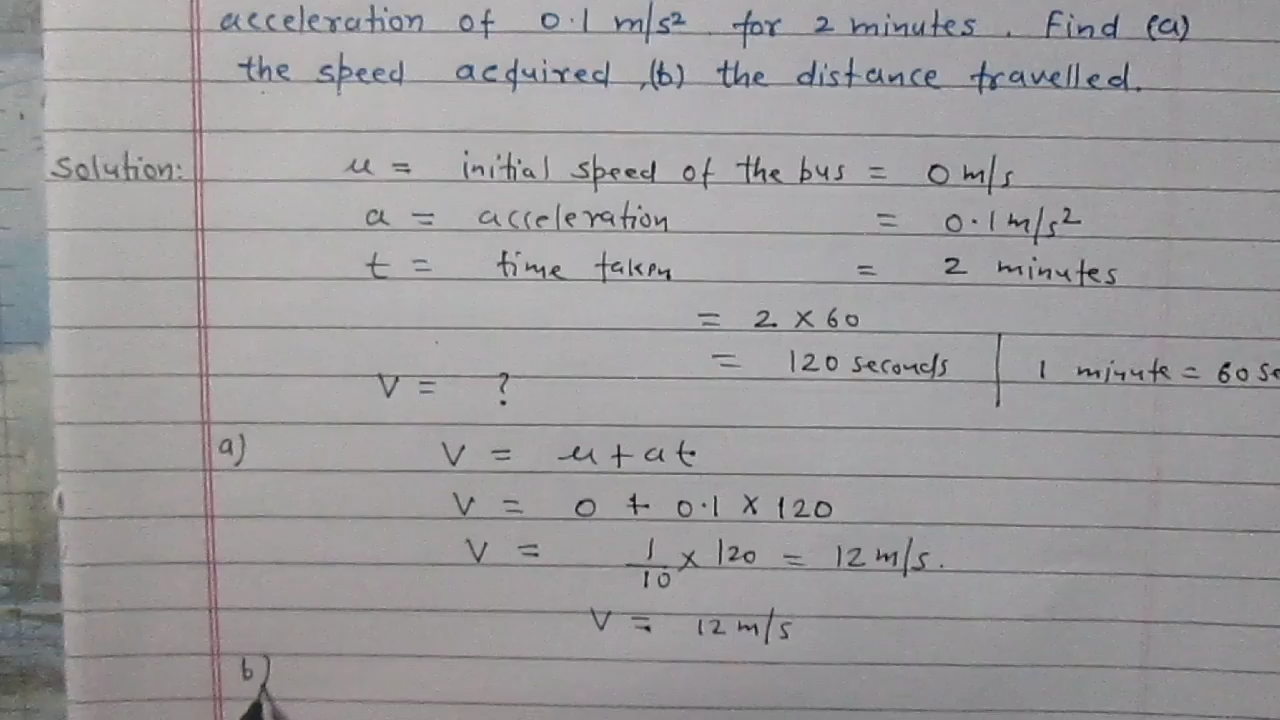 acceleration of 0.1 m/s² for 2 minutes. Find (a)
the speed acquired, (b) the distance travelled.
Solution: u = initial speed of the bus = 0 m/s
a = acceleration = 0.1 m/s²
t = time taken = 2 minutes
= 2 × 60
= 120 seconds | 1 minute = 60 se
V = ?
a) V = u + at
V = 0 + 0.1 × 120
V = 1/10 × 120 = 12 m/s.
V = 12 m/s
b)